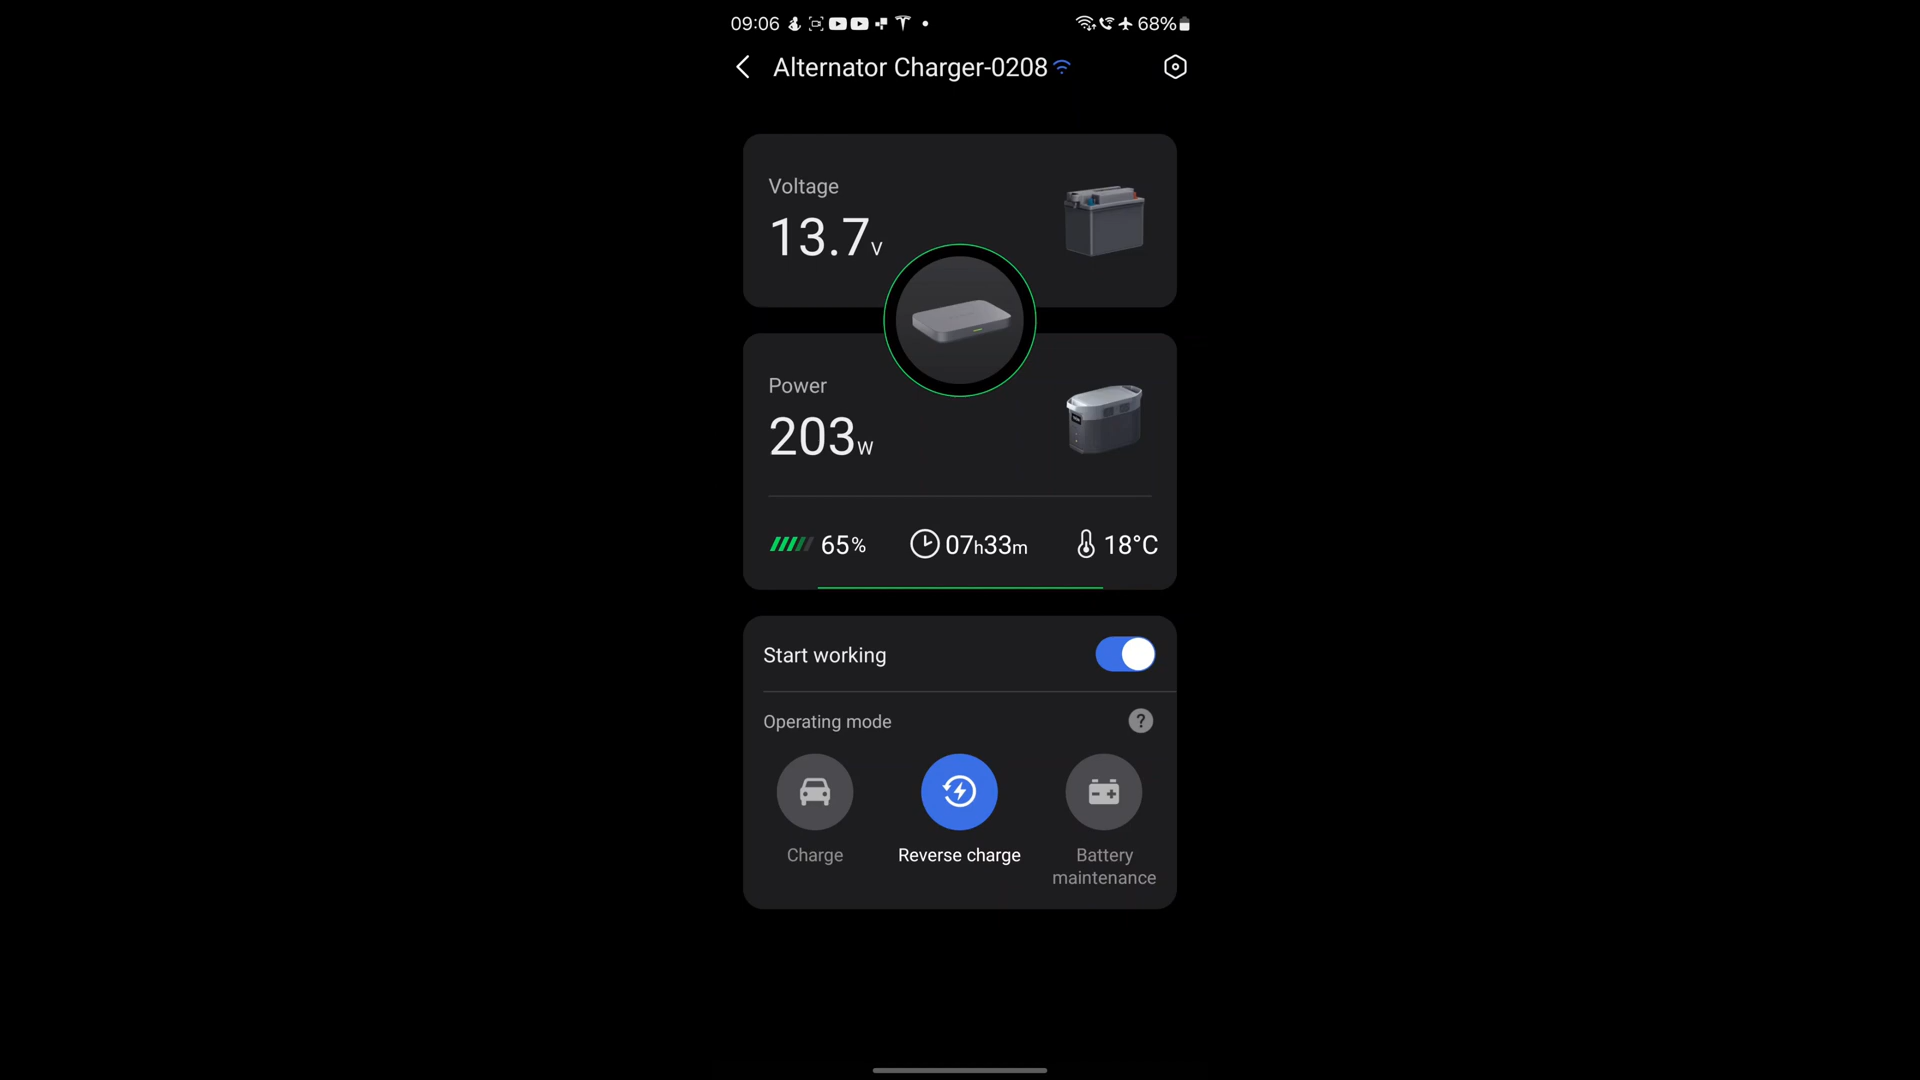 09:06 68%
Alternator Charger-0208
Voltage
13.7V
Power
203W
65% 07h33m 18°C
Start working
Operating mode ?
Charge Reverse charge Battery maintenance